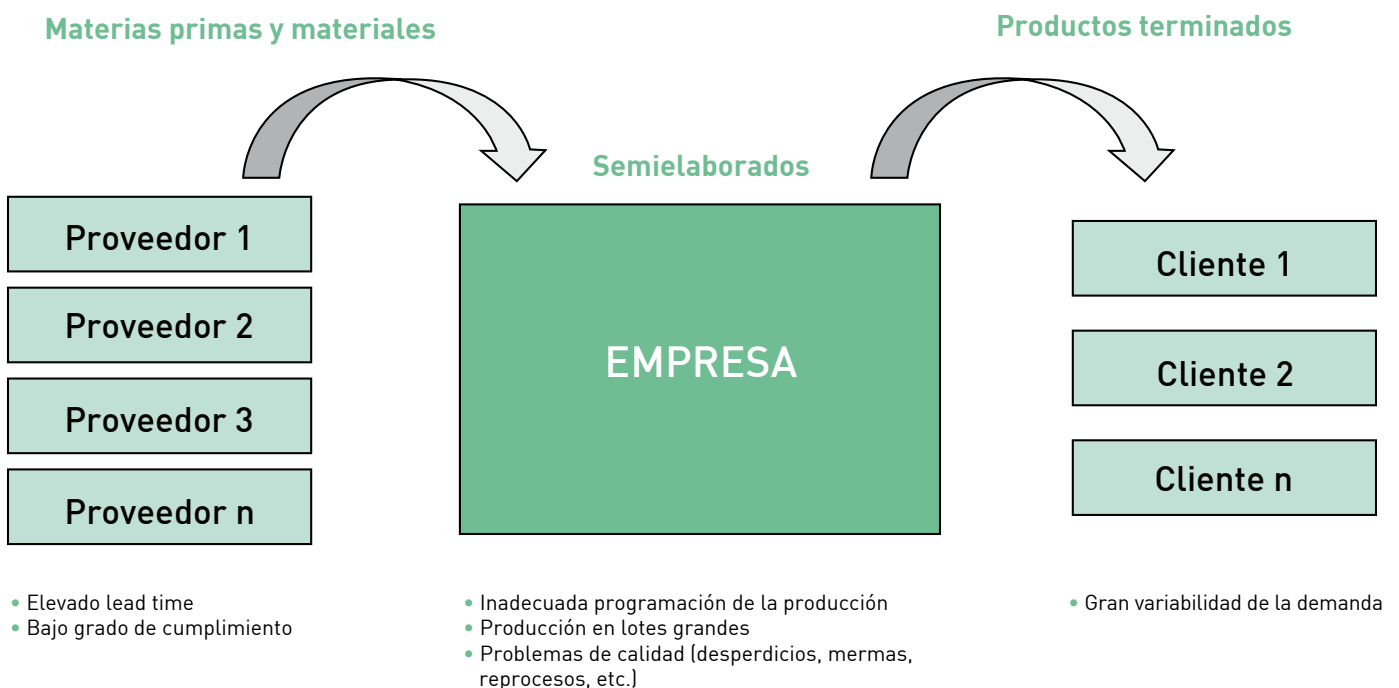 Materias primas y materiales
Productos terminados
Semielaborados
Proveedor 1
Proveedor 2
Proveedor 3
Proveedor n
EMPRESA
Cliente 1
Cliente 2
Cliente n
• Elevado lead time
• Bajo grado de cumplimiento
• Inadecuada programación de la producción
• Producción en lotes grandes
• Problemas de calidad (desperdicios, mermas,
reprocesos, etc.)
• Gran variabilidad de la demanda